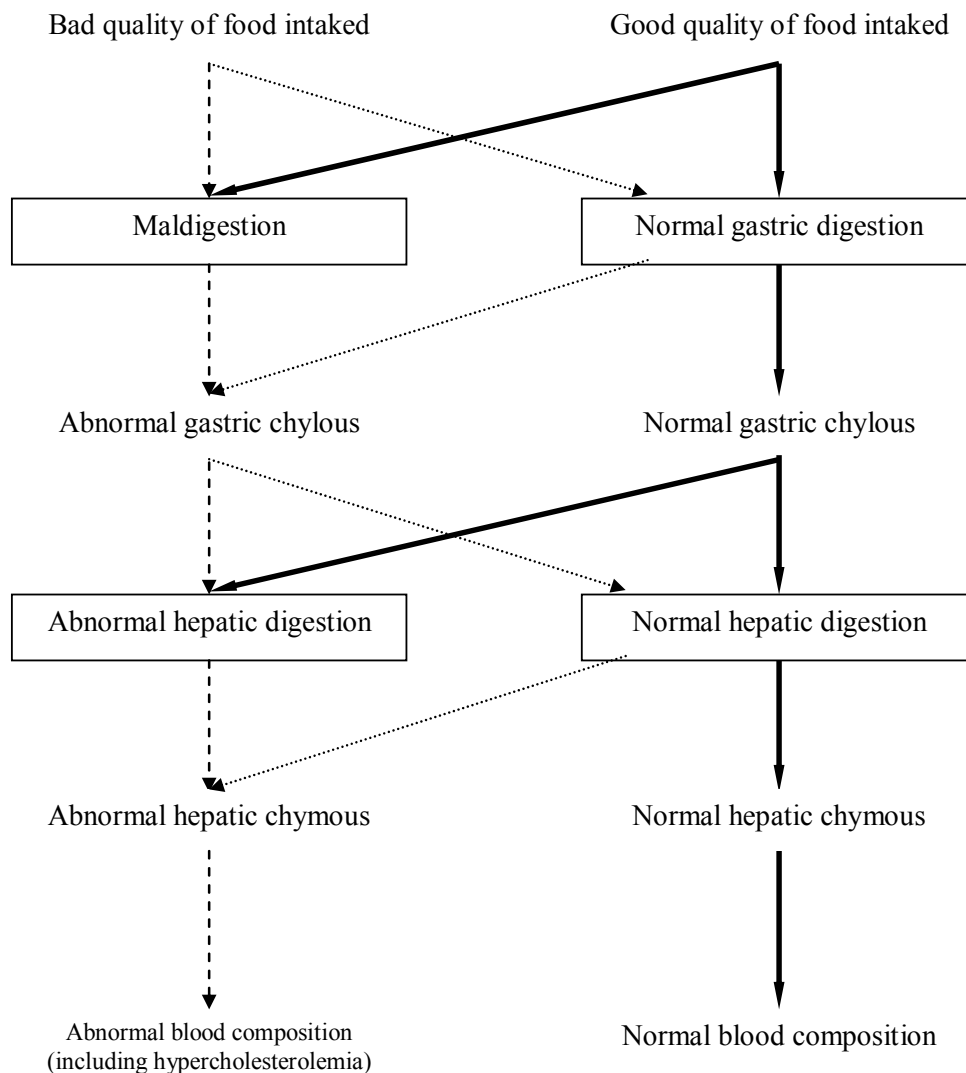 Bad quality of food intaked
Good quality of food intaked
Maldigestion
Normal gastric digestion
Abnormal gastric chylous
Normal gastric chylous
Abnormal hepatic digestion
Normal hepatic digestion
Abnormal hepatic chymous
Normal hepatic chymous
Abnormal blood composition
(including hypercholesterolemia)
Normal blood composition